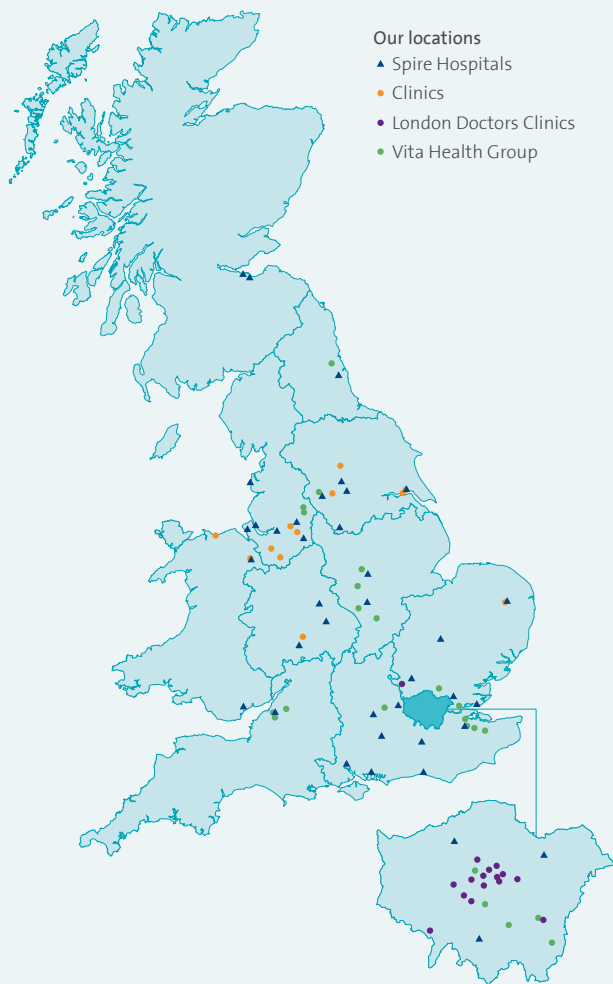 Our locations
Spire Hospitals
Clinics
London Doctors Clinics
Vita Health Group